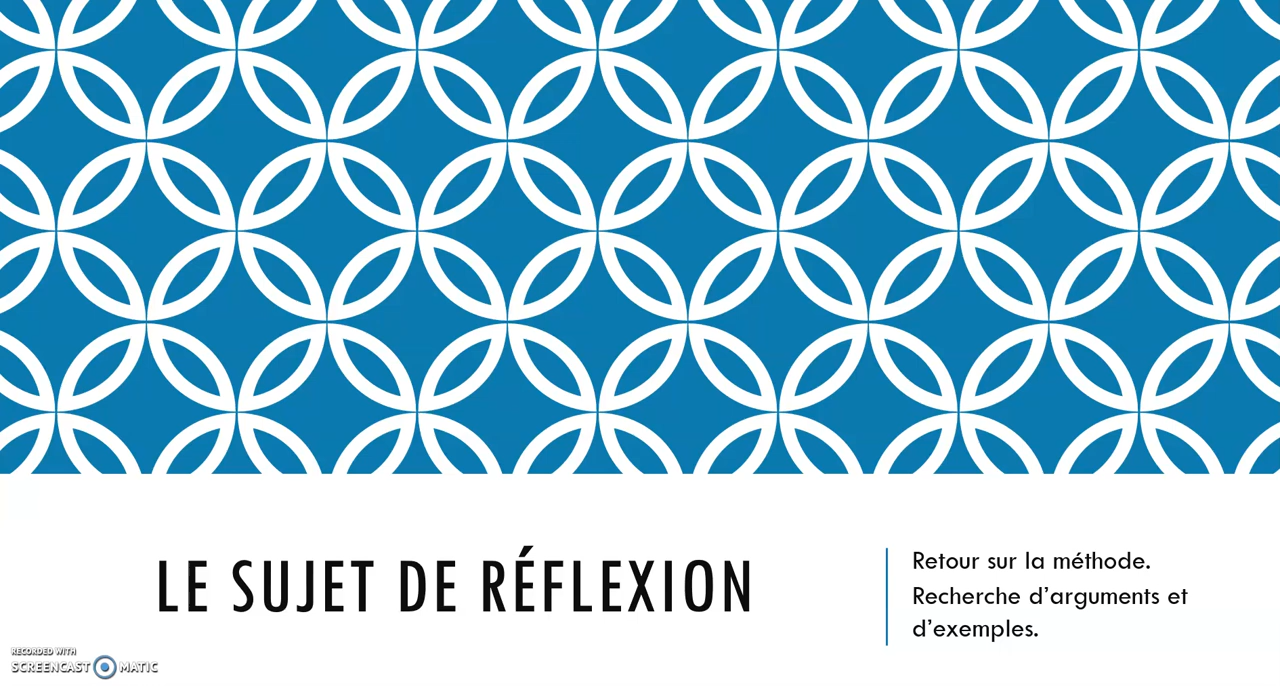 LE SUJET DE RÉFLEXION
Retour sur la méthode.
Recherche d'arguments et
d'exemples.
RECORDED WITH
SCREENCAST MATIC